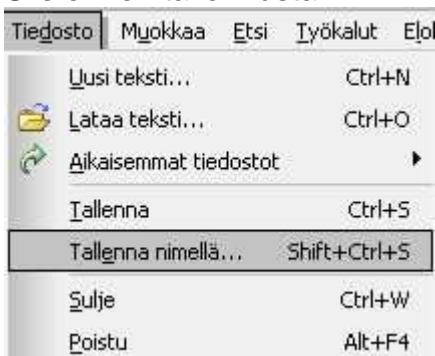 Tiedosto Muokkaa Etsi Työkalut
Uusi teksti... Ctrl+N
Lataa teksti... Ctrl+O
Aikaisemmat tiedostot
Tallenna Ctrl+S
Tallenna nimellä... Shift+Ctrl+S
Sulje Ctrl+W
Poistu Alt+F4